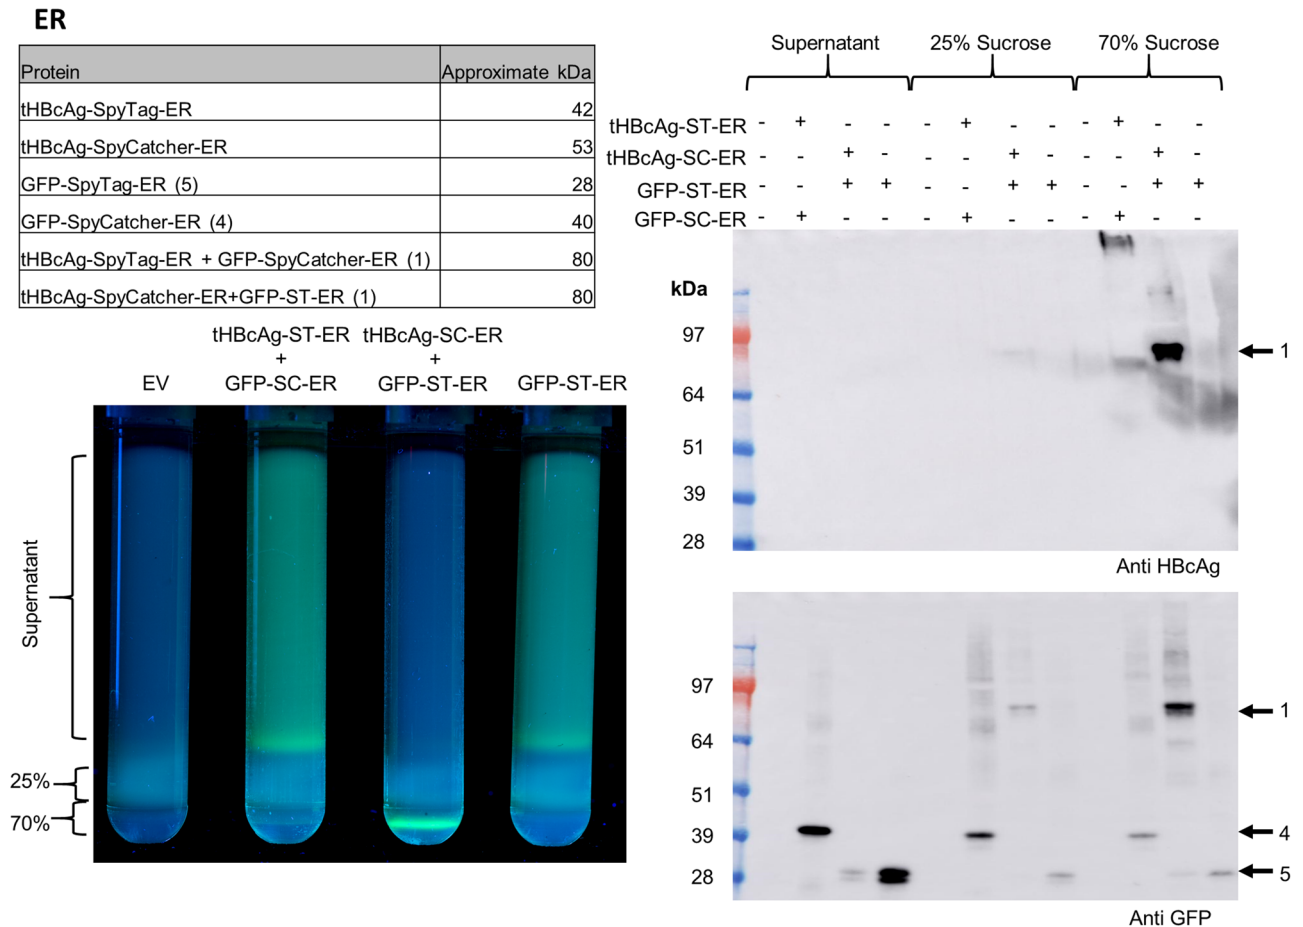 ER
Protein Approximate kDa
tHBcAg-SpyTag-ER 42
tHBcAg-SpyCatcher-ER 53
GFP-SpyTag-ER (5) 28
GFP-SpyCatcher-ER (4) 40
tHBcAg-SpyTag-ER + GFP-SpyCatcher-ER (1) 80
tHBcAg-SpyCatcher-ER+GFP-ST-ER (1) 80
EV
tHBcAg-ST-ER
+
GFP-SC-ER
tHBcAg-SC-ER
+
GFP-ST-ER
GFP-ST-ER
Supernatant
25%
70%
Supernatant 25% Sucrose 70% Sucrose
tHBcAg-ST-ER - + - - - + - - - + - -
tHBcAg-SC-ER - - + - - - + - - - + -
GFP-ST-ER - - + + - - + + - - + +
GFP-SC-ER - + - - - + - - - + - -
kDa
97
1
64
51
39
28
Anti HBcAg
97
1
64
51
39
4
28
5
Anti GFP